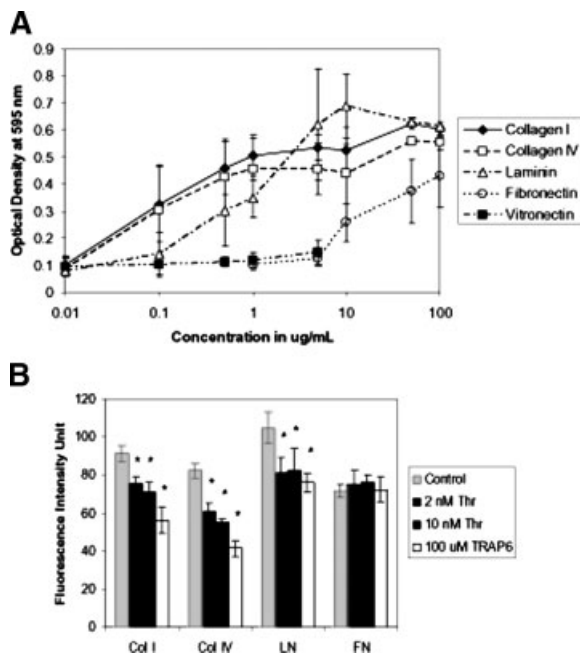 A
Optical Density at 595 nm
0.9
0.8
0.7
0.6
0.5
0.4
0.3
0.2
0.1
0
0.01 0.1 1 10 100
Concentration in ug/mL
Collagen I
Collagen IV
Laminin
Fibronectin
Vitronectin
B
Fluorescence Intensity Unit
120
100
80
60
40
20
0
* * *
* * *
* * *
Col I Col IV LN FN
Control
2 nM Thr
10 nM Thr
100 uM TRAP6